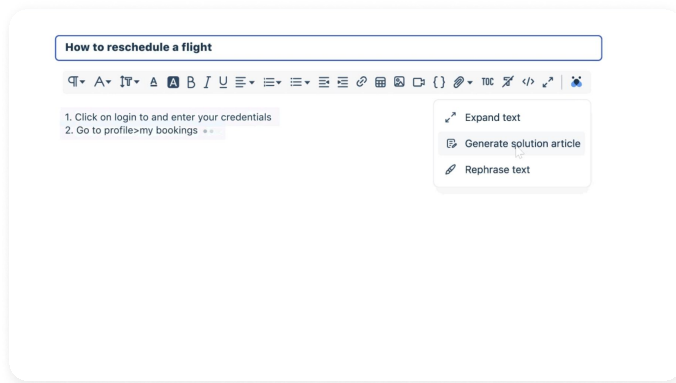 How to reschedule a flight
TOC
1. Click on login to and enter your credentials
2. Go to profile>my bookings
Expand text
Generate solution article
Rephrase text